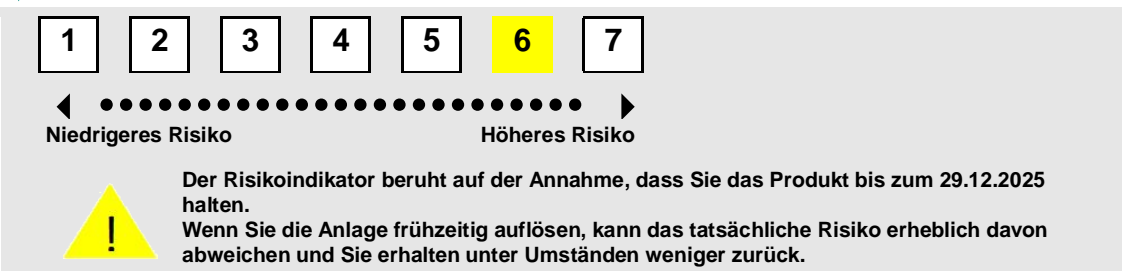 1 2 3 4 5 6 7
Niedrigeres Risiko Höheres Risiko
Der Risikoindikator beruht auf der Annahme, dass Sie das Produkt bis zum 29.12.2025
halten.
Wenn Sie die Anlage frühzeitig auflösen, kann das tatsächliche Risiko erheblich davon
abweichen und Sie erhalten unter Umständen weniger zurück.
!